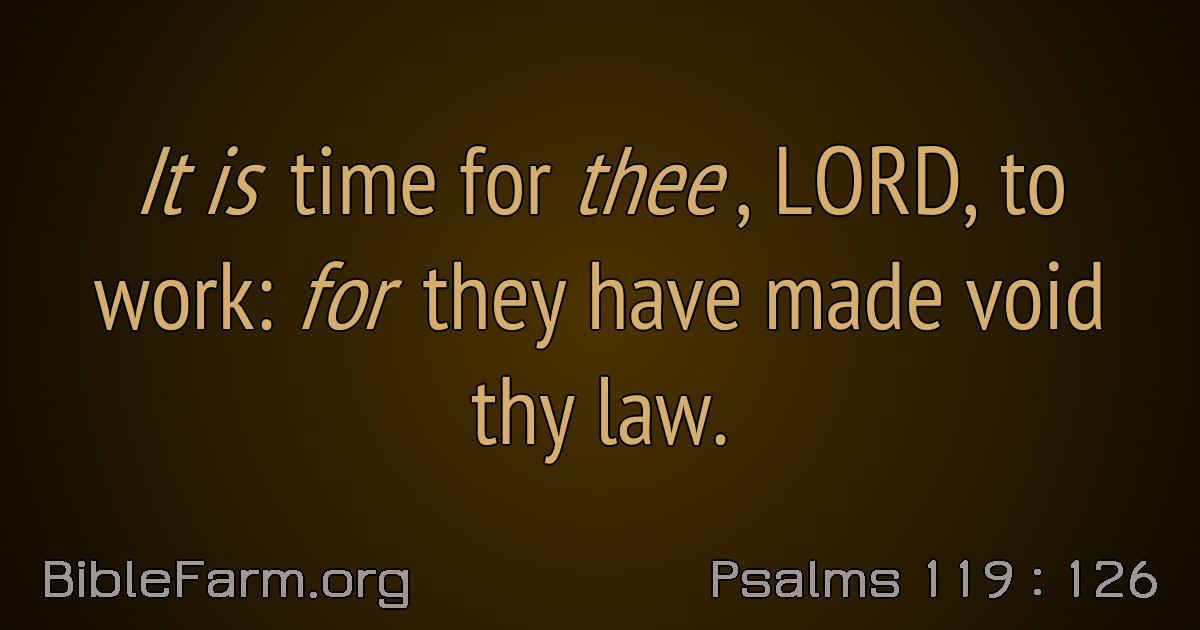 It is time for thee , LORD, to
work: for they have made void
thy law.
BibleFarm.org
Psalms 119 : 126